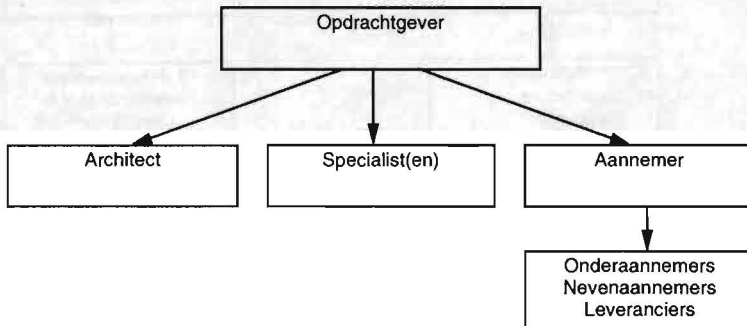 Opdrachtgever
Architect
Specialist(en)
Aannemer
Onderaannemers
Nevenaannemers
Leveranciers